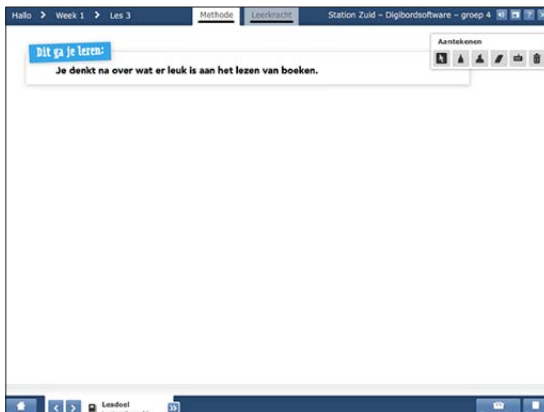 Hallo > Week 1 > Les 3
Methode
Leerkracht
Station Zuid – Digibordsoftware – groep 4
Aantekenen
Dit ga je leren:
Je denkt na over wat er leuk is aan het lezen van boeken.
Lesdoel